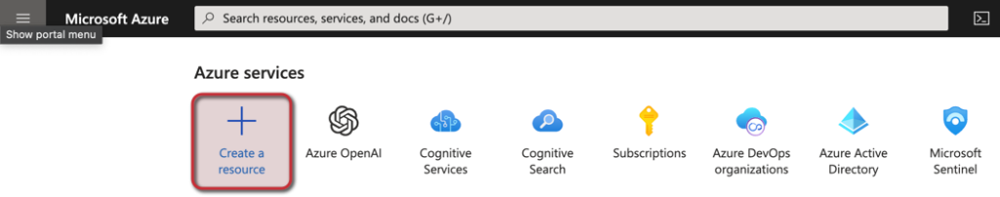 Microsoft Azure
Search resources, services, and docs (G+/)
Show portal menu
Azure services
Create a
resource
Azure OpenAI
Cognitive
Services
Cognitive
Search
Subscriptions
Azure DevOps
organizations
Azure Active
Directory
Microsoft
Sentinel